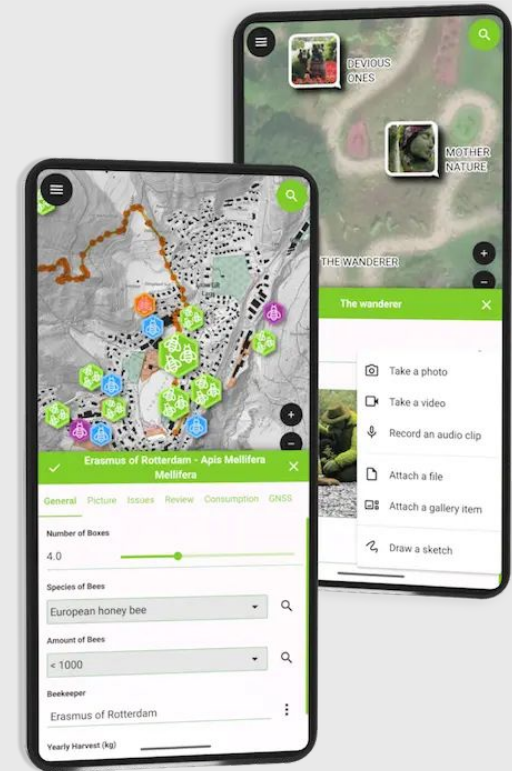 DEVIOUS
ONES
MOTHER
NATURE
THE WANDERER
The wanderer
Take a photo
Take a video
Record an audio clip
Attach a file
Attach a gallery item
Draw a sketch
Erasmus of Rotterdam - Apis Mellifera
Mellifera
General Picture Issues Review Consumption GNSS
Number of Boxes
4.0
Species of Bees
European honey bee
Amount of Bees
< 1000
Beekeeper
Erasmus of Rotterdam
Yearly Harvest (kg)